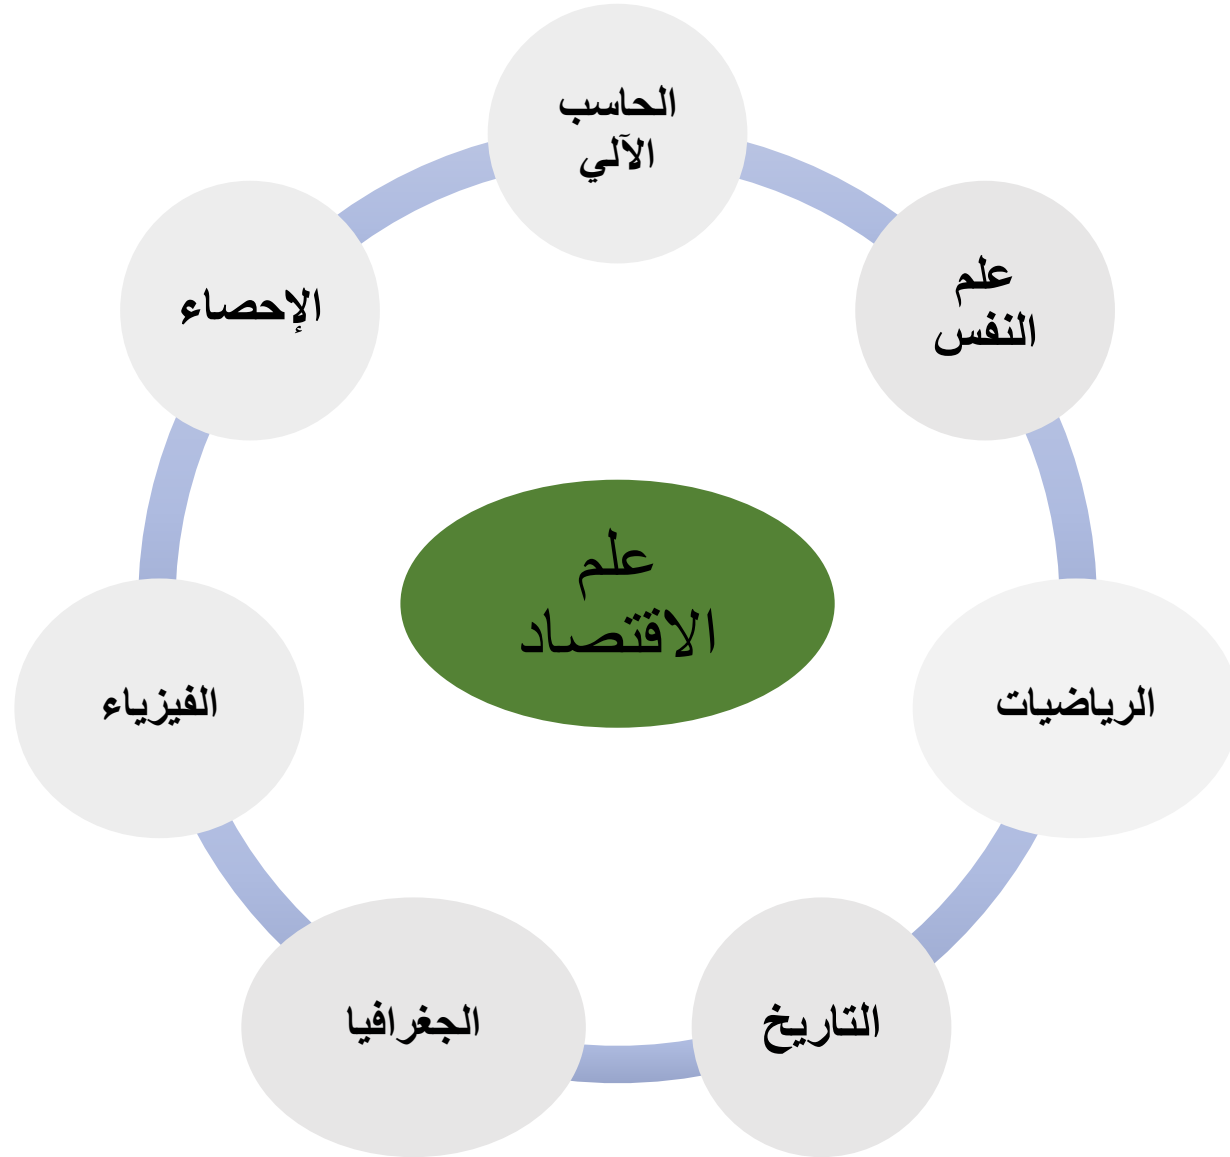 الحاسب
الآلي
علم
النفس
الإحصاء
علم
الاقتصاد
الرياضيات
الفيزياء
التاريخ
الجغرافيا